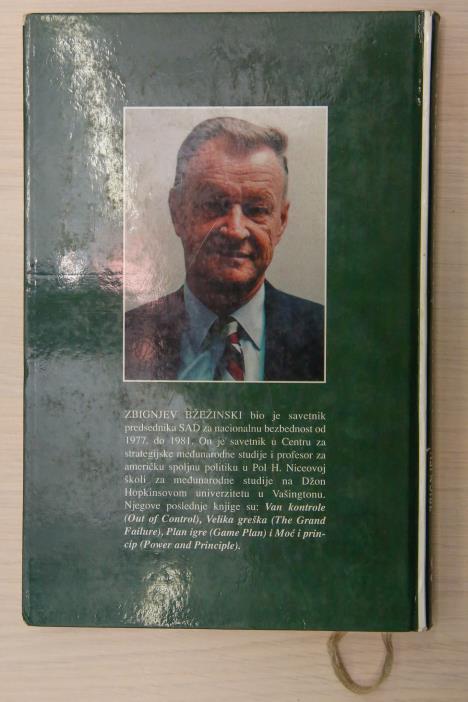 ZBIGNJEV BŽEŽINSKI bio je savetnik
predsednika SAD za nacionalnu bezbednost od
1977. do 1981. On je savetnik u Centru za
strategijske međunarodne studije i profesor za
američku spoljnu politiku u Pol H. Niceovoj
školi za međunarodne studije na Džon
Hopkinsovom univerzitetu u Vašingtonu.
Njegove poslednje knjige su: Van kontrole
(Out of Control), Velika greška (The Grand
Failure), Plan igre (Game Plan) i Moć i prin-
cip (Power and Principle).